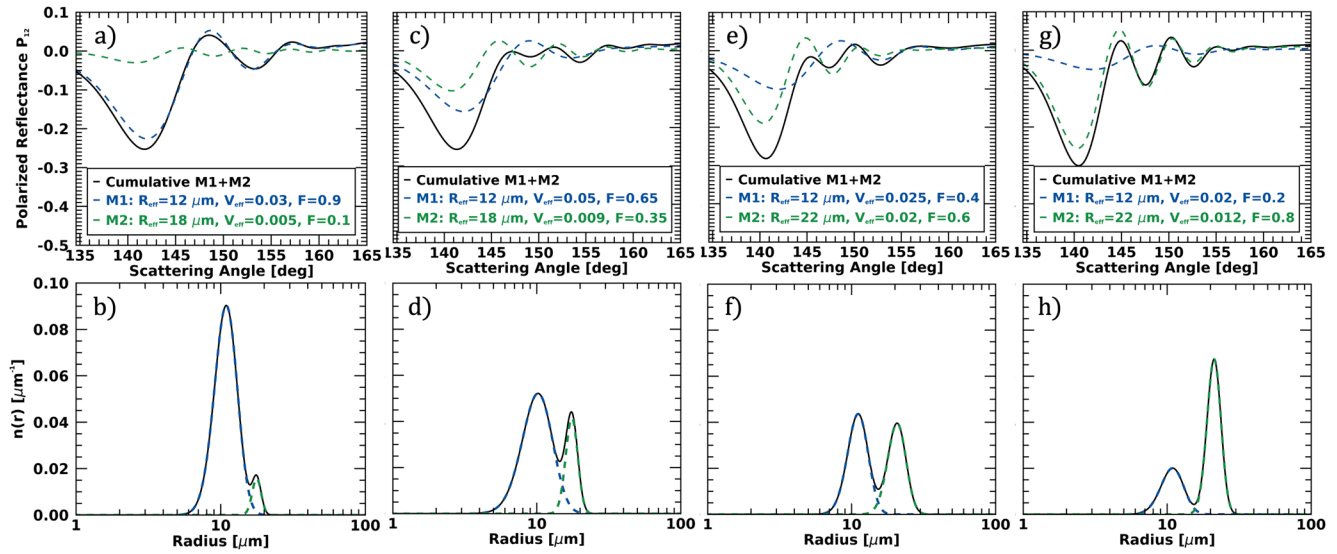 a)
c)
e)
g)
Polarized Reflectance P₁₂
0.1
0.0
-0.1
-0.2
-0.3
-0.4
-0.5
Cumulative M1+M2
M1: Rₑff=12 μm, Vₑff=0.03, F=0.9
M2: Rₑff=18 μm, Vₑff=0.005, F=0.1
Cumulative M1+M2
M1: Rₑff=12 μm, Vₑff=0.05, F=0.65
M2: Rₑff=18 μm, Vₑff=0.009, F=0.35
Cumulative M1+M2
M1: Rₑff=12 μm, Vₑff=0.025, F=0.4
M2: Rₑff=22 μm, Vₑff=0.02, F=0.6
Cumulative M1+M2
M1: Rₑff=12 μm, Vₑff=0.02, F=0.2
M2: Rₑff=22 μm, Vₑff=0.012, F=0.8
135 140 145 150 155 160 165
135 140 145 150 155 160 165
135 140 145 150 155 160 165
135 140 145 150 155 160 165
Scattering Angle [deg]
Scattering Angle [deg]
Scattering Angle [deg]
Scattering Angle [deg]
b)
d)
f)
h)
n(r) [μm⁻¹]
0.10
0.08
0.06
0.04
0.02
0.00
1 10 100
1 10 100
1 10 100
1 10 100
Radius [μm]
Radius [μm]
Radius [μm]
Radius [μm]